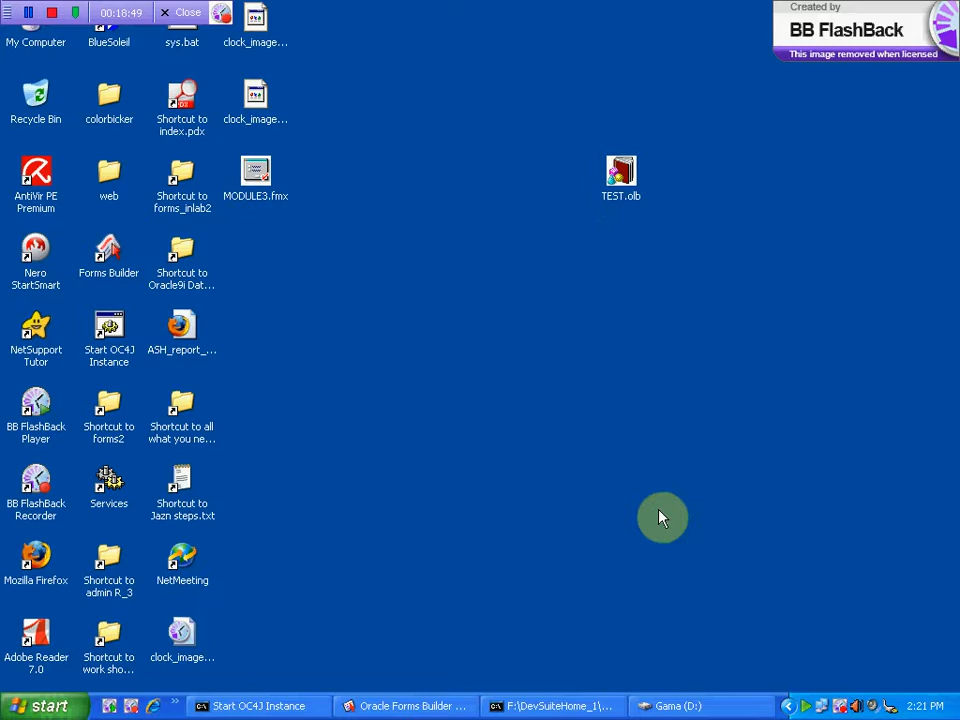 00:18:49
Close
Created by
BB FlashBack
This image removed when licensed
My Computer
BlueSoleil
sys.bat
clock_image...
Recycle Bin
colorbicker
Shortcut to
index.pdx
clock_image...
AntiVir PE
Premium
web
Shortcut to
forms_inlab2
MODULE3.fmx
TEST.olb
Nero
StartSmart
Forms Builder
Shortcut to
Oracle9i Dat...
NetSupport
Tutor
Start OC4J
Instance
ASH_report_...
BB FlashBack
Player
Shortcut to
forms2
Shortcut to all
what you ne...
BB FlashBack
Recorder
Services
Shortcut to
Jazn steps.txt
Mozilla Firefox
Shortcut to
admin R_3
NetMeeting
Adobe Reader
7.0
Shortcut to
work sho...
clock_image...
start
Start OC4J Instance
Oracle Forms Builder ...
F:\DevSuiteHome_1\...
Gama (D:)
2:21 PM